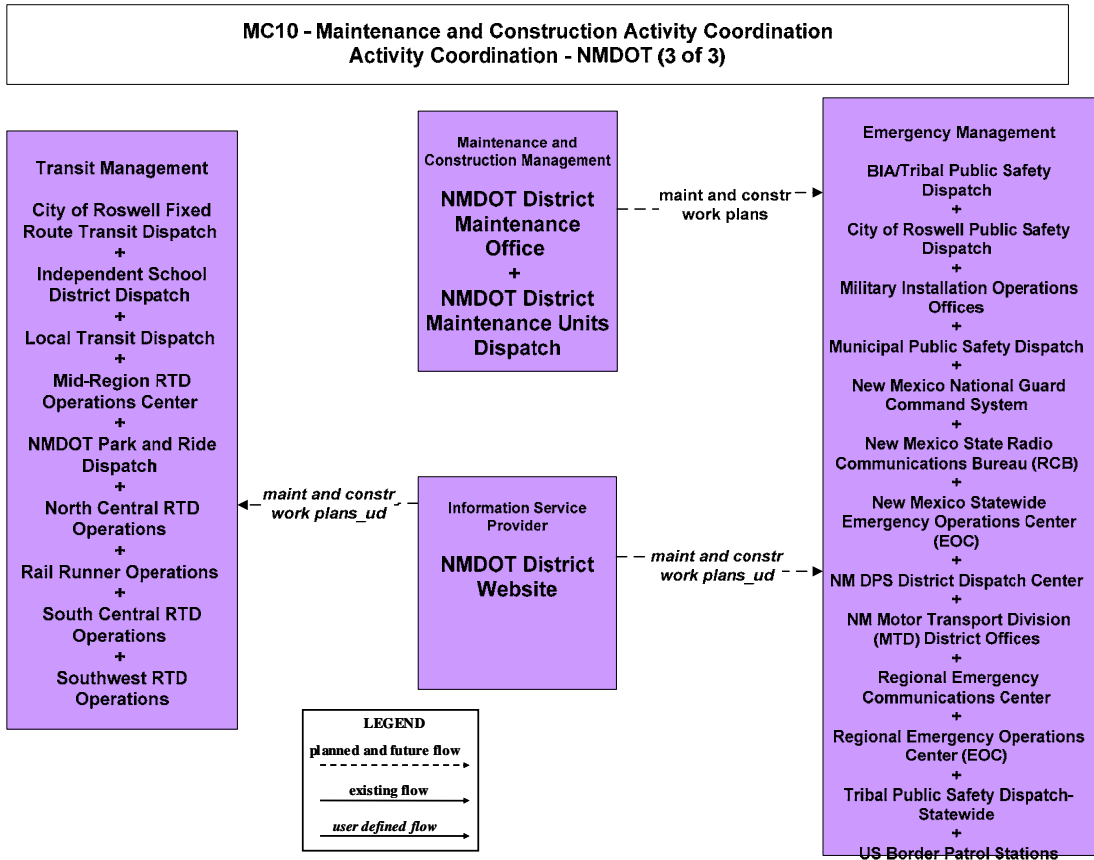 MC10 - Maintenance and Construction Activity Coordination
Activity Coordination - NMDOT (3 of 3)
Transit Management
City of Roswell Fixed
Route Transit Dispatch
+
Independent School
District Dispatch
+
Local Transit Dispatch
+
Mid-Region RTD
Operations Center
+
NMDOT Park and Ride
Dispatch
+
North Central RTD
Operations
+
Rail Runner Operations
+
South Central RTD
Operations
+
Southwest RTD
Operations
Maintenance and
Construction Management
NMDOT District
Maintenance
Office
+
NMDOT District
Maintenance Units
Dispatch
maint and constr
work plans
maint and constr
work plans_ud
Information Service
Provider
NMDOT District
Website
maint and constr
work plans_ud
Emergency Management
BIA/Tribal Public Safety
Dispatch
+
City of Roswell Public Safety
Dispatch
+
Military Installation Operations
Offices
+
Municipal Public Safety Dispatch
+
New Mexico National Guard
Command System
+
New Mexico State Radio
Communications Bureau (RCB)
+
New Mexico Statewide
Emergency Operations Center
(EOC)
+
NM DPS District Dispatch Center
+
NM Motor Transport Division
(MTD) District Offices
+
Regional Emergency
Communications Center
+
Regional Emergency Operations
Center (EOC)
+
Tribal Public Safety Dispatch-
Statewide
+
US Border Patrol Stations
LEGEND
planned and future flow
existing flow
user defined flow